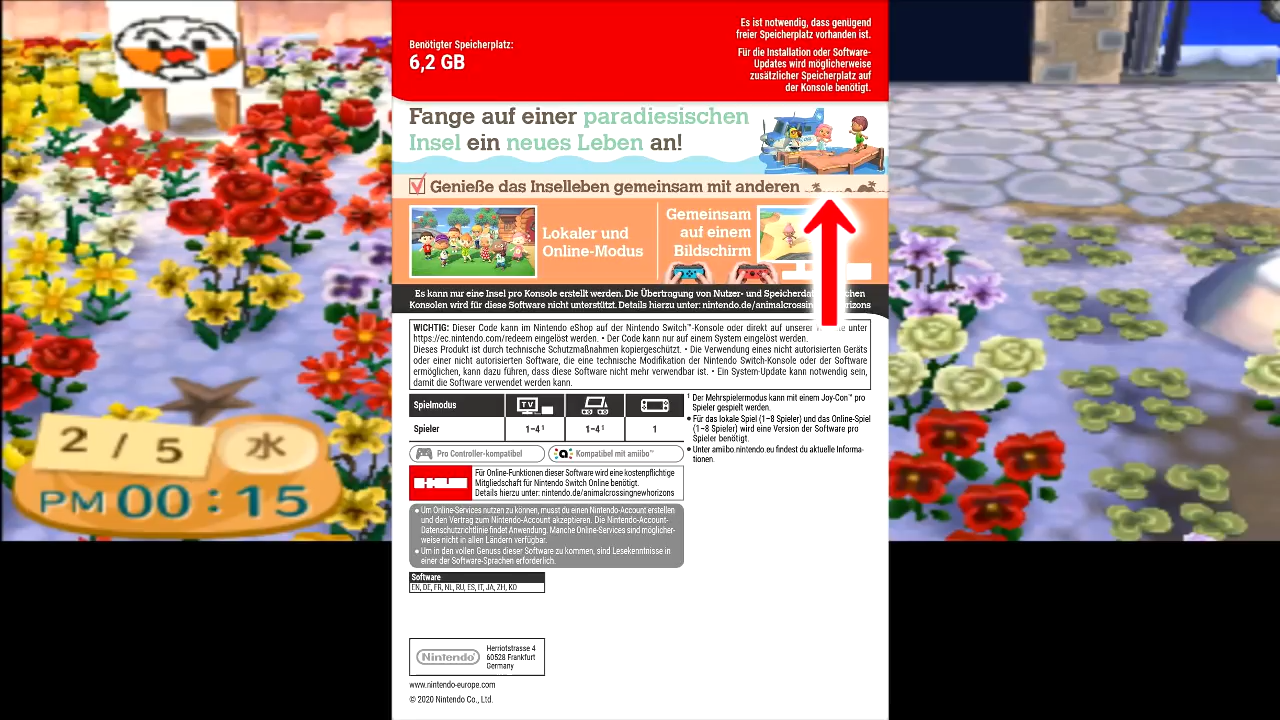 Benötigter Speicherplatz:
6,2 GB
Es ist notwendig, dass genügend
freier Speicherplatz vorhanden ist.
Für die Installation oder Software-
Updates wird möglicherweise
zusätzlicher Speicherplatz auf
der Konsole benötigt.
Fange auf einer paradiesischen
Insel ein neues Leben an!
Genieße das Inselleben gemeinsam mit anderen
Lokaler und
Online-Modus
Gemeinsam
auf einem
Bildschirm
Es kann nur eine Insel pro Konsole erstellt werden. Die Übertragung von Nutzer- und Speicherda chen
Konsolen wird für diese Software nicht unterstützt. Details hierzu unter: nintendo.de/animalcrossing horizons
WICHTIG: Dieser Code kann im Nintendo eShop auf der Nintendo Switch™-Konsole oder direkt auf unserer unter
https://ec.nintendo.com/redeem eingelöst werden. • Der Code kann nur auf einem System eingelöst werden.
Dieses Produkt ist durch technische Schutzmaßnahmen kopiergeschützt. • Die Verwendung eines nicht autorisierten Geräts
oder einer nicht autorisierten Software, die eine technische Modifikation der Nintendo Switch-Konsole oder der Software
ermöglichen, kann dazu führen, dass diese Software nicht mehr verwendbar ist. • Ein System-Update kann notwendig sein,
damit die Software verwendet werden kann.
Spielmodus
TV
Spieler
1–4¹
1–4¹
1
Pro Controller-kompatibel
a
Kompatibel mit amiibo™
¹ Der Mehrspielermodus kann mit einem Joy-Con™ pro
Spieler gespielt werden.
• Für das lokale Spiel (1–8 Spieler) und das Online-Spiel
(1–8 Spieler) wird eine Version der Software pro
Spieler benötigt.
• Unter amiibo.nintendo.eu findest du aktuelle Informa-
tionen.
Für Online-Funktionen dieser Software wird eine kostenpflichtige
Mitgliedschaft für Nintendo Switch Online benötigt.
Details hierzu unter: nintendo.de/animalcrossingnewhorizons
• Um Online-Services nutzen zu können, musst du einen Nintendo-Account erstellen
und den Vertrag zum Nintendo-Account akzeptieren. Die Nintendo-Account-
Datenschutzrichtlinie findet Anwendung. Manche Online-Services sind möglicher-
weise nicht in allen Ländern verfügbar.
• Um in den vollen Genuss dieser Software zu kommen, sind Lesekenntnisse in
einer der Software-Sprachen erforderlich.
Software
EN, DE, FR, NL, RU, ES, IT, JA, ZH, KO
Nintendo
Herriotstrasse 4
60528 Frankfurt
Germany
www.nintendo-europe.com
© 2020 Nintendo Co., Ltd.
2 / 5 水
PM 00:15